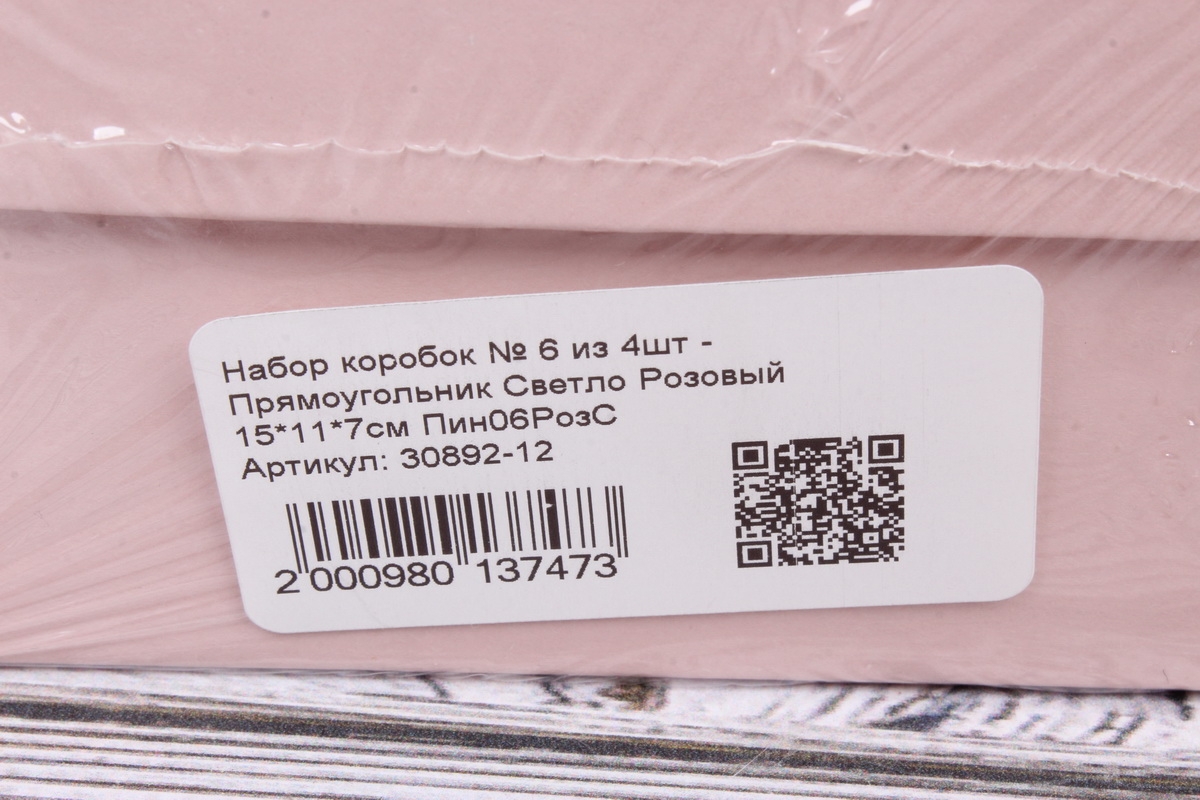 Набор коробок № 6 из 4шт -
Прямоугольник Светло Розовый
15*11*7см Пин06РозС
Артикул: 30892-12
2 000980 137473